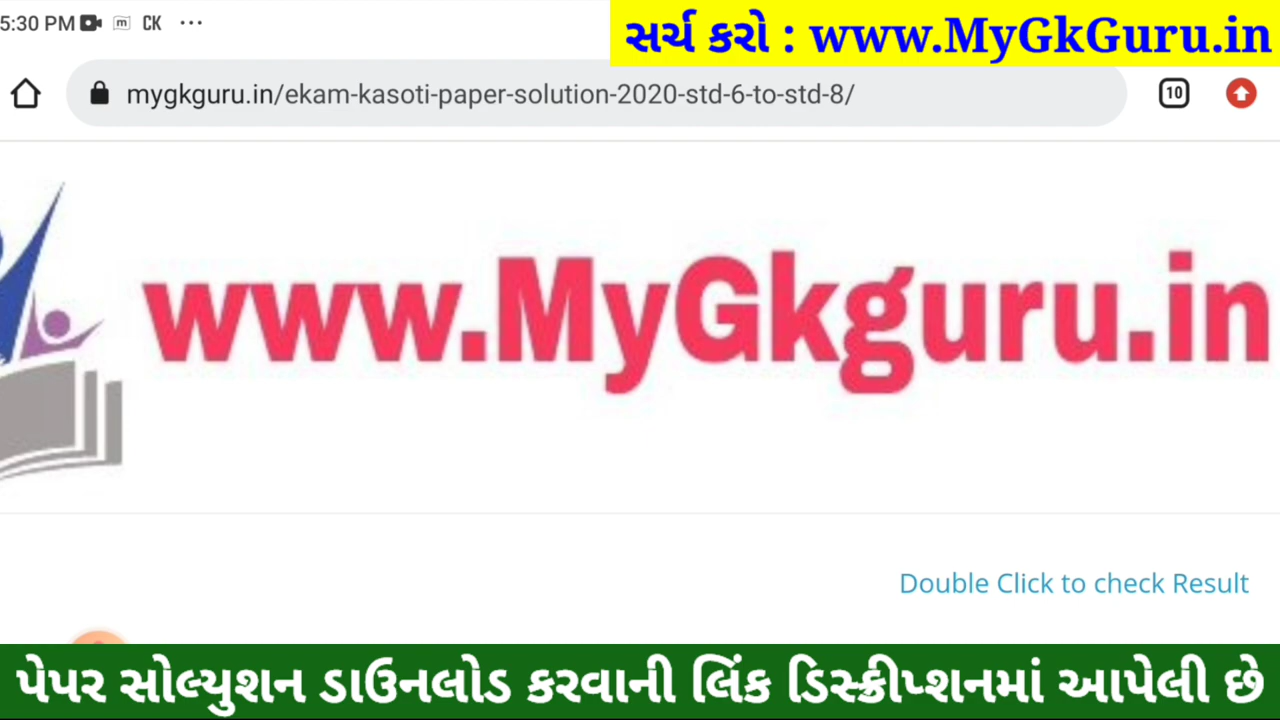 5:30 PM m CK ...
સર્ચ કરો : www.MyGkGuru.in
mygkguru.in/ekam-kasoti-paper-solution-2020-std-6-to-std-8/
10
www.MyGkguru.in
Double Click to check Result
પેપર સોલ્યુશન ડાઉનલોડ કરવાની લિંક ડિસ્ક્રીપ્શનમાં આપેલી છે